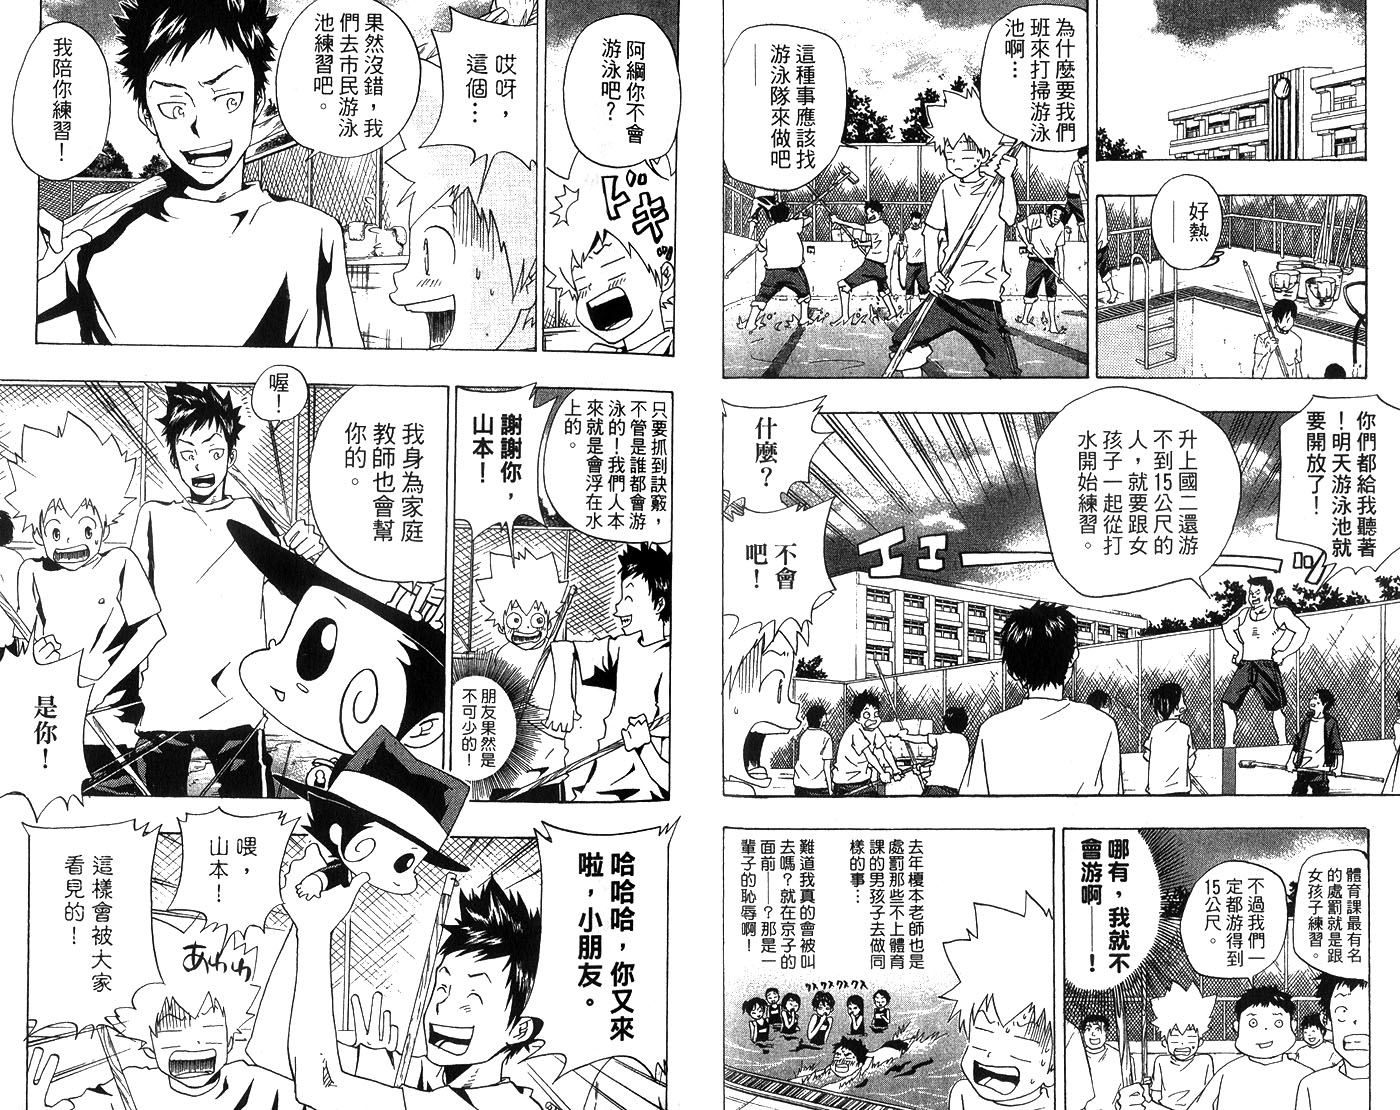 好熱
——
為什麼要我們
班來打掃游泳
池啊…
這種事應該找
游泳隊來做吧
——
你們都給我聽著
！明天游泳池就
要開放了！
升上國二還游
不到15公尺的
人，就要跟女
孩子一起從打
水開始練習。
エエーーッ
什麼？
不會
吧！
體育課最有名
的處罰就是跟
女孩子練習。
不過我們一
定都游得到
15公尺。
哪有，我就不
會游啊——！
去年榎本老師也是
處罰那些不上體育
課的男孩子去做同
樣的事…
難道我真的會被叫
去嗎？就在京子的
面前——？那是一
輩子的恥辱啊！
クスクスクスクス
阿綱你不會
游泳吧？
ドキ
哎呀，
這個…
果然沒錯，我
們去市民游泳
池練習吧。
我陪你練習！
只要抓到訣竅，
不管是誰都會游
泳的！我們人本
來就是會浮在水
上的。
謝謝你，
山本！
朋友果然是
不可少的！
我身為家庭
教師也會幫
你的。
喔！
是你！
哈哈哈，你又來
啦，小朋友。
喂，
山本！
あわわ
這樣會被大家
看見的！